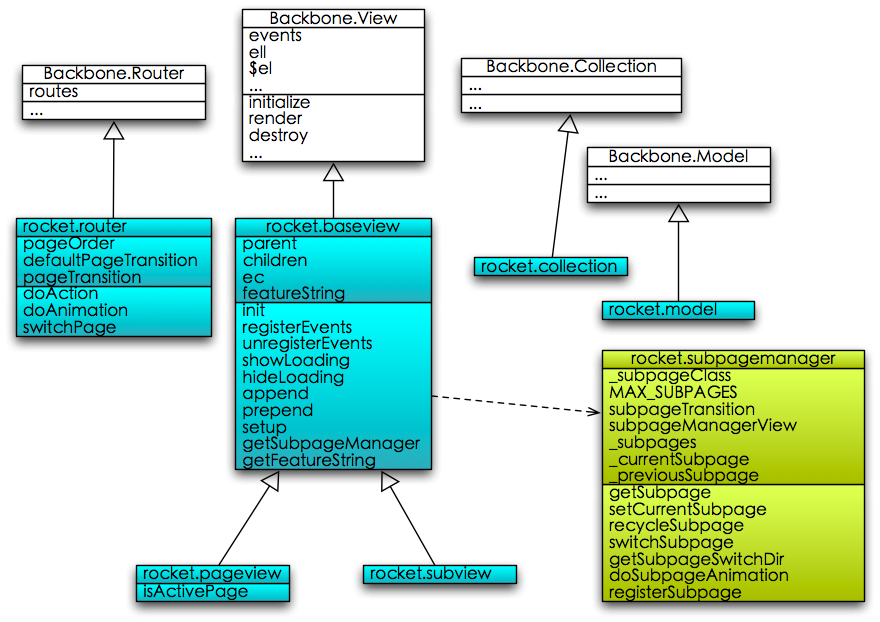 Backbone.View
events
ell
$el
...
initialize
render
destroy
...
Backbone.Router
routes
...
Backbone.Collection
...
...
Backbone.Model
...
...
rocket.router
pageOrder
defaultPageTransition
pageTransition
doAction
doAnimation
switchPage
rocket.baseview
parent
children
ec
featureString
init
registerEvents
unregisterEvents
showLoading
hideLoading
append
prepend
setup
getSubpageManager
getFeatureString
rocket.collection
rocket.model
rocket.subpagemanager
_subpageClass
MAX_SUBPAGES
subpageTransition
subpageManagerView
_subpages
_currentSubpage
_previousSubpage
getSubpage
setCurrentSubpage
recycleSubpage
switchSubpage
getSubpageSwitchDir
doSubpageAnimation
registerSubpage
rocket.pageview
isActivePage
rocket.subview